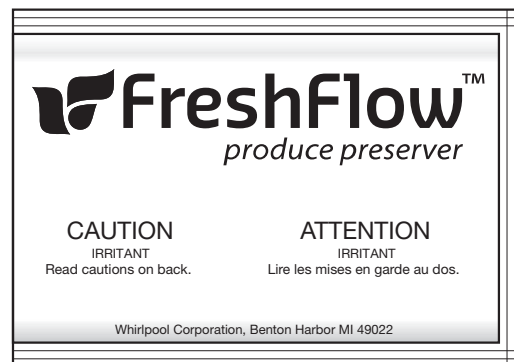 FreshFlow™
produce preserver
CAUTION
IRRITANT
Read cautions on back.
ATTENTION
IRRITANT
Lire les mises en garde au dos.
Whirlpool Corporation, Benton Harbor MI 49022